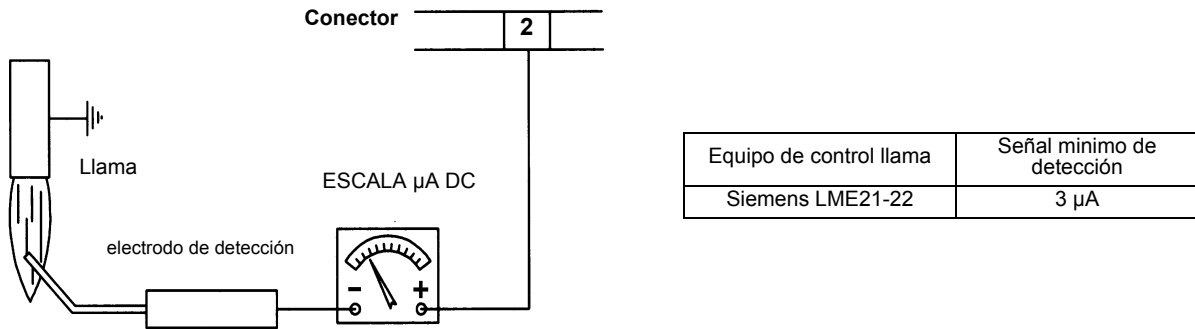 Conector
2
Llama
ESCALA µA DC
electrodo de detección
- +
Equipo de control llama
Señal minimo de
detección
Siemens LME21-22
3 µA